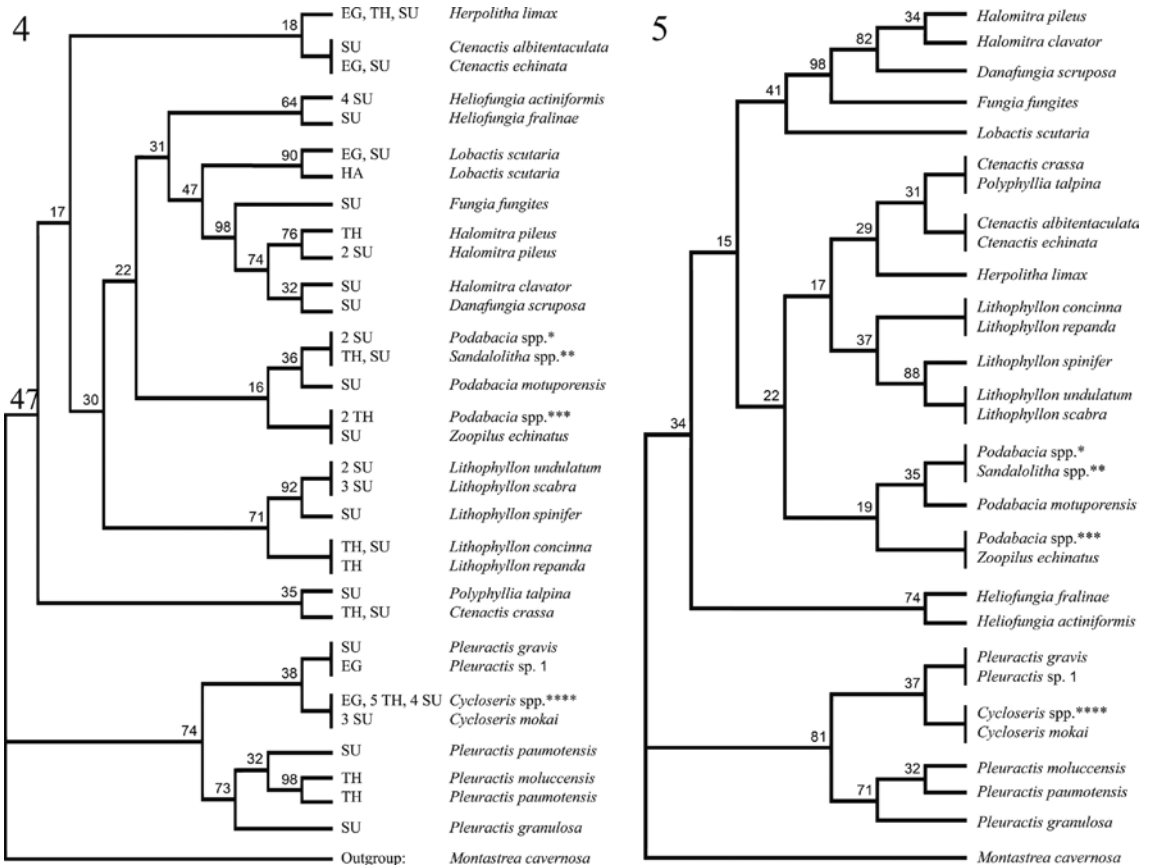 4
18 EG, TH, SU Herpolitha limax
SU Ctenactis albitentaculata
EG, SU Ctenactis echinata
64 4 SU Heliofungia actiniformis
SU Heliofungia fralinae
31
90 EG, SU Lobactis scutaria
HA Lobactis scutaria
47
SU Fungia fungites
98
76 TH Halomitra pileus
2 SU Halomitra pileus
74
32 SU Halomitra clavator
SU Danafungia scruposa
17
22
2 SU Podabacia spp.*
36 TH, SU Sandalolitha spp.**
16 SU Podabacia motuporensis
2 TH Podabacia spp.***
SU Zoopilus echinatus
47
30
2 SU Lithophyllon undulatum
92 3 SU Lithophyllon scabra
71 SU Lithophyllon spinifer
TH, SU Lithophyllon concinna
TH Lithophyllon repanda
35 SU Polyphyllia talpina
TH, SU Ctenactis crassa
SU Pleuractis gravis
38 EG Pleuractis sp. 1
EG, 5 TH, 4 SU Cycloseris spp.****
3 SU Cycloseris mokai
74
32 SU Pleuractis paumotensis
98 TH Pleuractis moluccensis
73 TH Pleuractis paumotensis
SU Pleuractis granulosa
Outgroup: Montastrea cavernosa
5
34 Halomitra pileus
82 Halomitra clavator
98 Danafungia scruposa
41 Fungia fungites
Lobactis scutaria
Ctenactis crassa
31 Polyphyllia talpina
29 Ctenactis albitentaculata
Ctenactis echinata
15
17 Herpolitha limax
Lithophyllon concinna
37 Lithophyllon repanda
88 Lithophyllon spinifer
22 Lithophyllon undulatum
Lithophyllon scabra
34
Podabacia spp.*
35 Sandalolitha spp.**
19 Podabacia motuporensis
Podabacia spp.***
Zoopilus echinatus
74 Heliofungia fralinae
Heliofungia actiniformis
Pleuractis gravis
37 Pleuractis sp. 1
Cycloseris spp.****
81 Cycloseris mokai
32 Pleuractis moluccensis
71 Pleuractis paumotensis
Pleuractis granulosa
Montastrea cavernosa